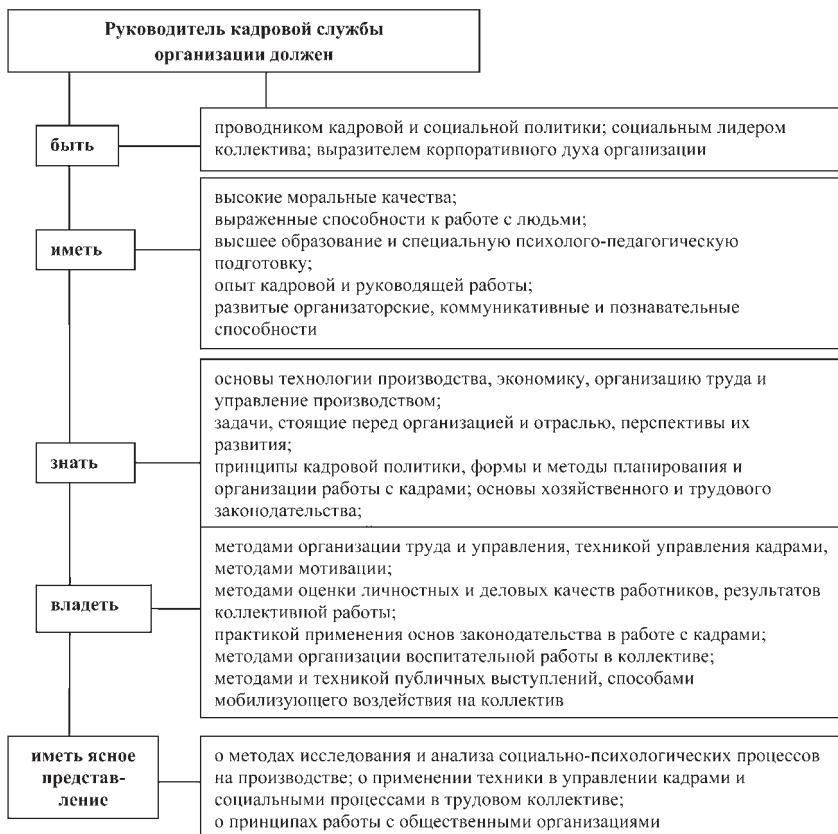 Руководитель кадровой службы
организации должен
быть
проводником кадровой и социальной политики; социальным лидером
коллектива; выразителем корпоративного духа организации
иметь
высокие моральные качества;
выраженные способности к работе с людьми;
высшее образование и специальную психолого-педагогическую
подготовку;
опыт кадровой и руководящей работы;
развитые организаторские, коммуникативные и познавательные
способности
знать
основы технологии производства, экономику, организацию труда и
управление производством;
задачи, стоящие перед организацией и отраслью, перспективы их
развития;
принципы кадровой политики, формы и методы планирования и
организации работы с кадрами; основы хозяйственного и трудового
законодательства;
владеть
методами организации труда и управления, техникой управления кадрами,
методами мотивации;
методами оценки личностных и деловых качеств работников, результатов
коллективной работы;
практикой применения основ законодательства в работе с кадрами;
методами организации воспитательной работы в коллективе;
методами и техникой публичных выступлений, способами
мобилизующего воздействия на коллектив
иметь ясное
представ-
ление
о методах исследования и анализа социально-психологических процессов
на производстве; о применении техники в управлении кадрами и
социальными процессами в трудовом коллективе;
о принципах работы с общественными организациями